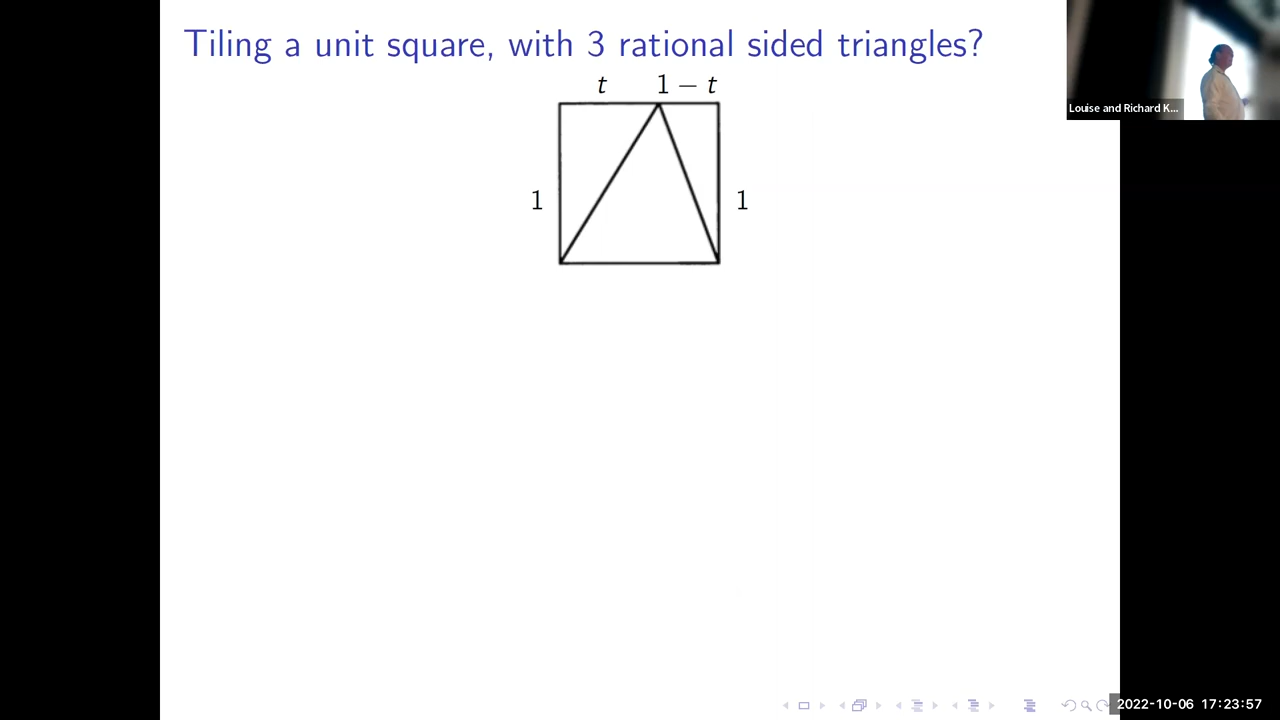 Tiling a unit square, with 3 rational sided triangles?
t 1 − t
1 1
Louise and Richard K...
2022-10-06 17:23:57